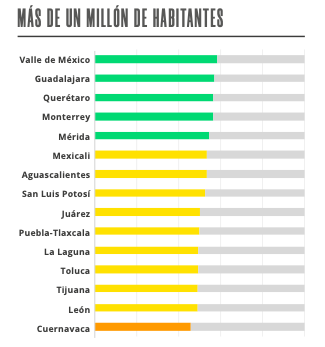 MÁS DE UN MILLÓN DE HABITANTES
Valle de México
Guadalajara
Querétaro
Monterrey
Mérida
Mexicali
Aguascalientes
San Luis Potosí
Juárez
Puebla-Tlaxcala
La Laguna
Toluca
Tijuana
León
Cuernavaca